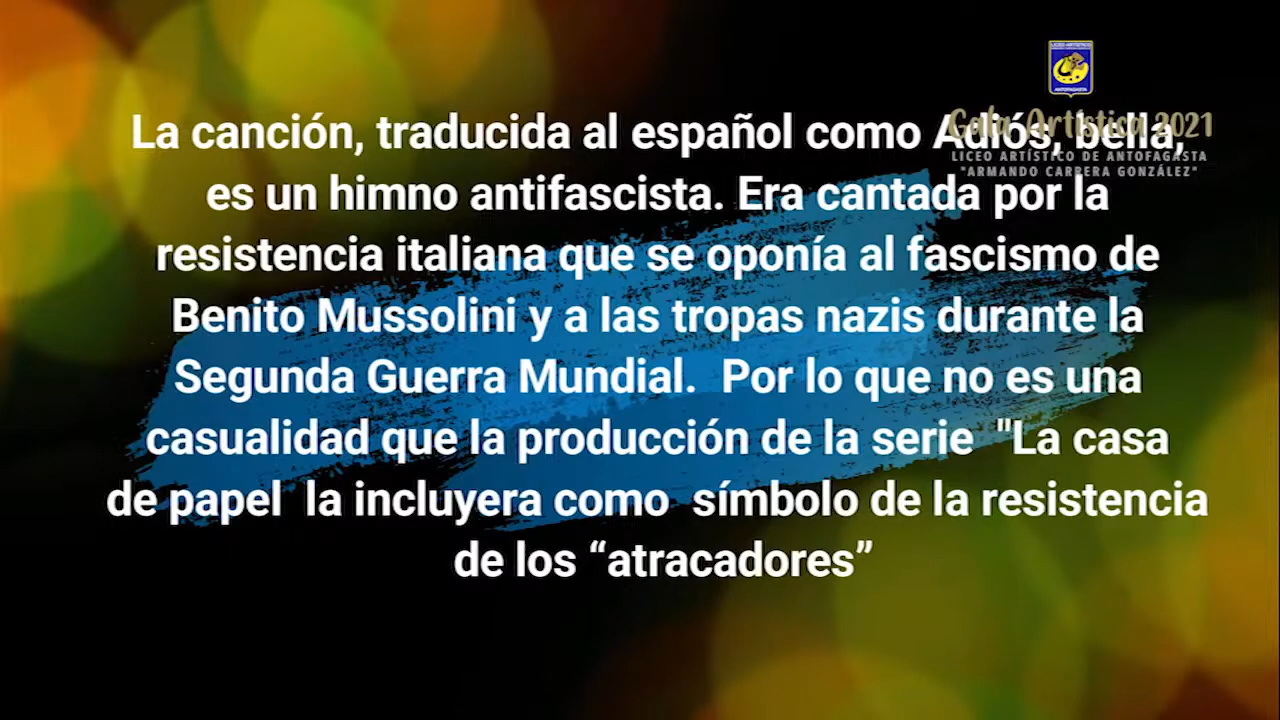 LICEO ARTISTICO
ANTOFAGASTA
Gala Artística 2021
LICEO ARTÍSTICO DE ANTOFAGASTA
"ARMANDO CARRERA GONZÁLEZ"
La canción, traducida al español como Adiós, bella,
es un himno antifascista. Era cantada por la
resistencia italiana que se oponía al fascismo de
Benito Mussolini y a las tropas nazis durante la
Segunda Guerra Mundial.  Por lo que no es una
casualidad que la producción de la serie  "La casa
de papel  la incluyera como  símbolo de la resistencia
de los “atracadores”